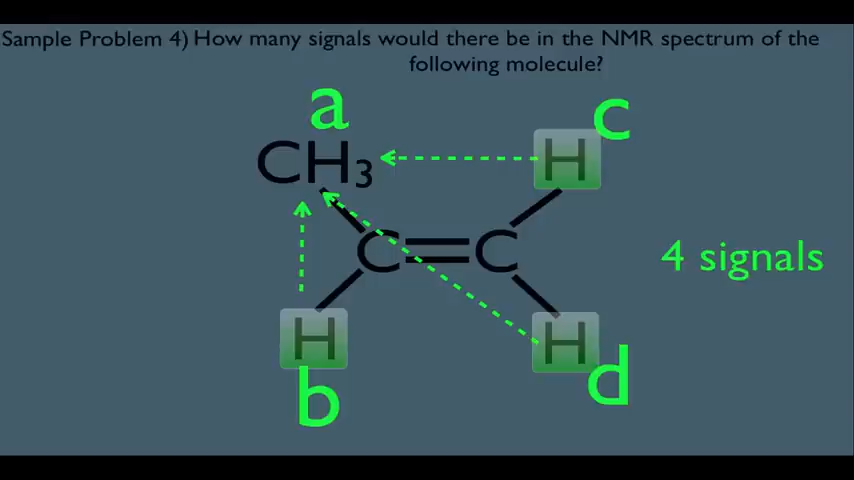 Sample Problem 4) How many signals would there be in the NMR spectrum of the
following molecule?
a
c
CH₃
H
C
C
4 signals
H
H
b
d